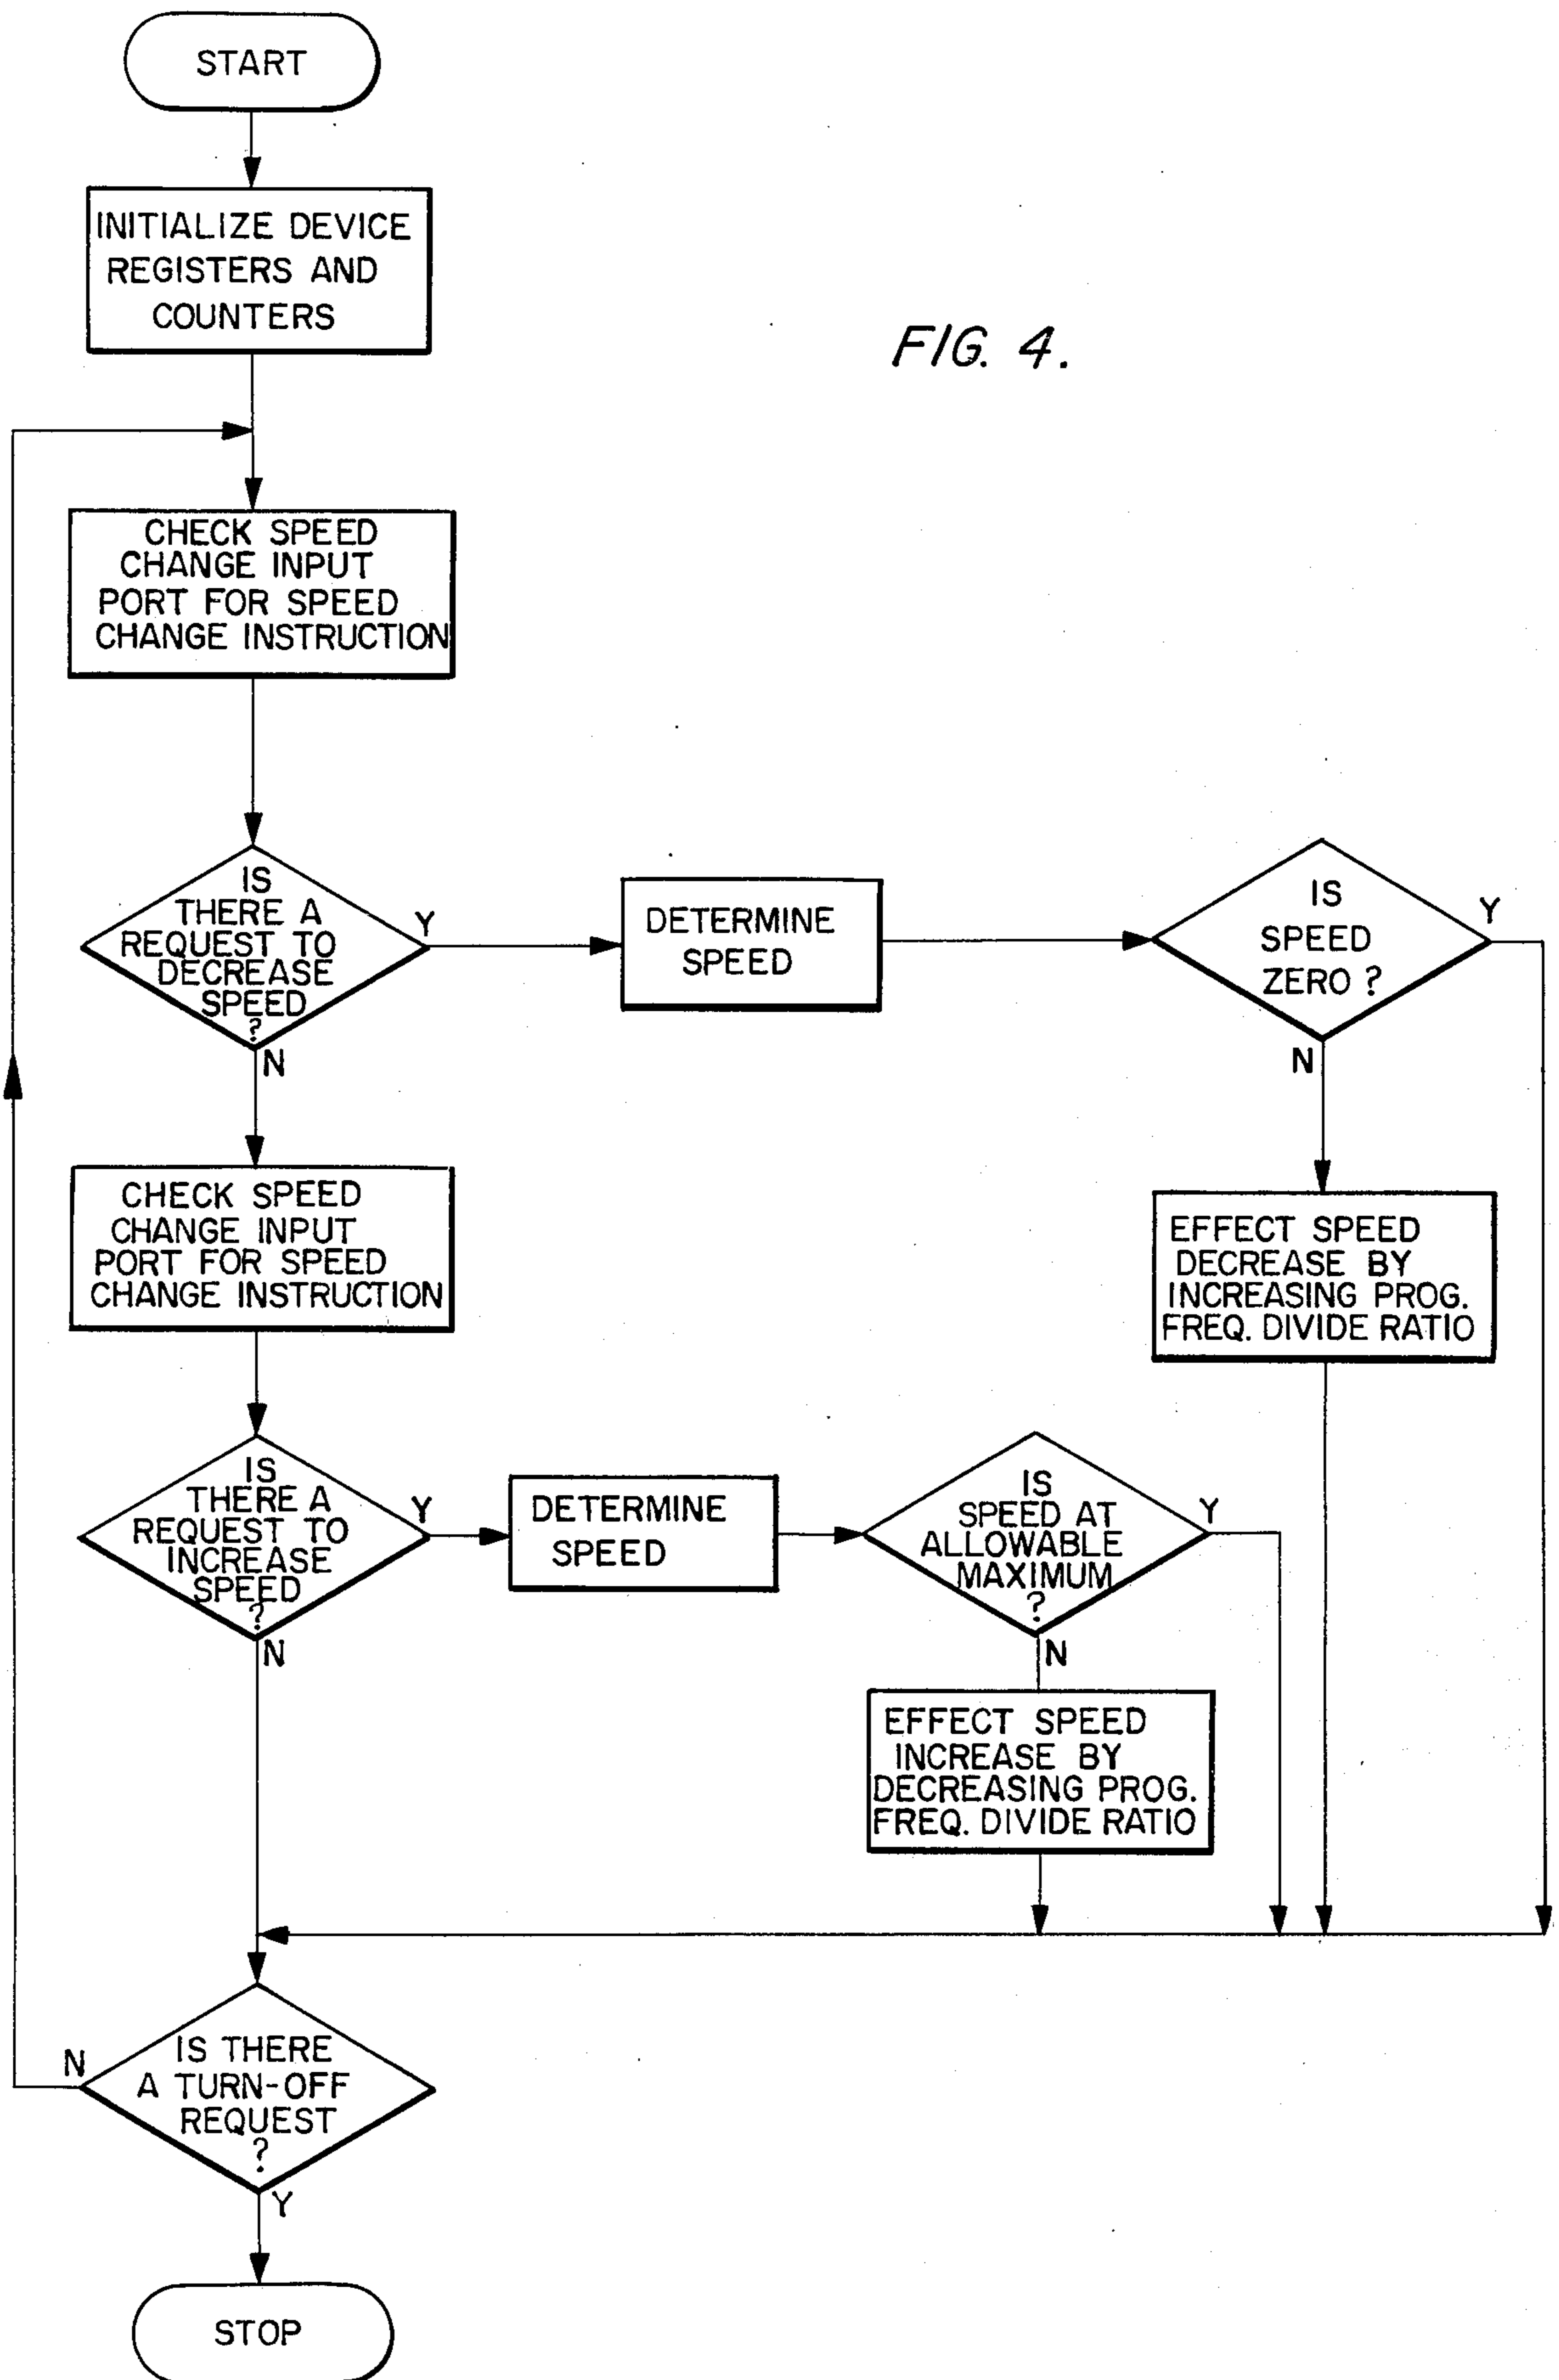 START
INITIALIZE DEVICE
REGISTERS AND
COUNTERS
FIG. 4.
CHECK SPEED
CHANGE INPUT
PORT FOR SPEED
CHANGE INSTRUCTION
IS
THERE A
REQUEST TO
DECREASE
SPEED
?
Y
N
DETERMINE
SPEED
IS
SPEED
ZERO ?
Y
N
EFFECT SPEED
DECREASE BY
INCREASING PROG.
FREQ. DIVIDE RATIO
CHECK SPEED
CHANGE INPUT
PORT FOR SPEED
CHANGE INSTRUCTION
IS
THERE A
REQUEST TO
INCREASE
SPEED
?
Y
N
DETERMINE
SPEED
IS
SPEED AT
ALLOWABLE
MAXIMUM
?
Y
N
EFFECT SPEED
INCREASE BY
DECREASING PROG.
FREQ. DIVIDE RATIO
IS THERE
A TURN-OFF
REQUEST
?
N
Y
STOP